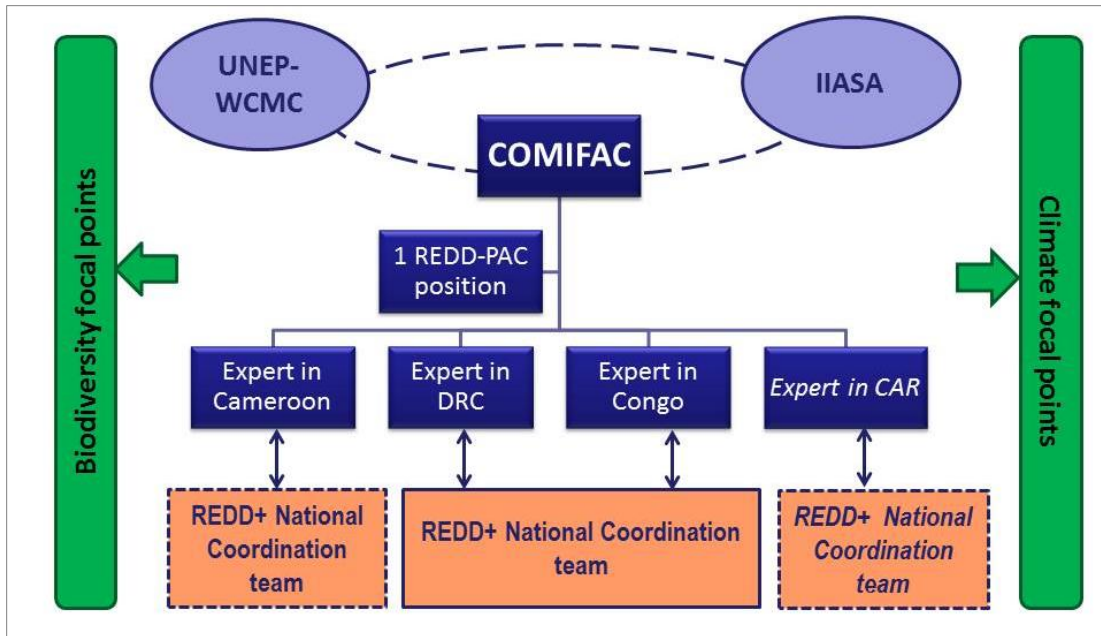 UNEP-
WCMC
IIASA
COMIFAC
1 REDD-PAC
position
Biodiversity focal points
Climate focal points
Expert in
Cameroon
Expert in
DRC
Expert in
Congo
Expert in CAR
REDD+ National
Coordination
team
REDD+ National Coordination
team
REDD+ National
Coordination
team